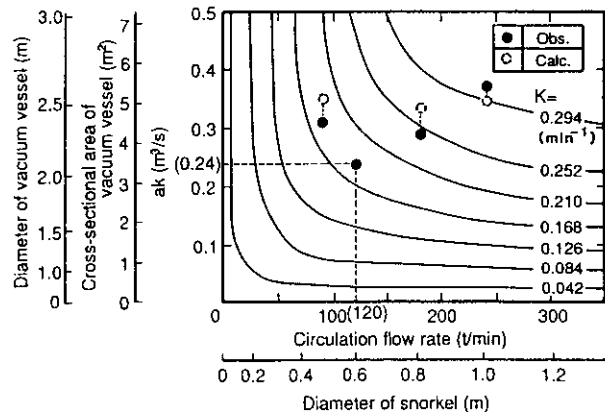 Diameter of vacuum vessel (m)
3.0
2.5
2.0
1.5
1.0
0
Cross-sectional area of
vacuum vessel (m²)
7
6
5
4
3
2
1
0
ak (m³/s)
0.5
0.4
0.3
(0.24)
0.2
0.1
Obs.
Calc.
K=
0.294
(min⁻¹)
0.252
0.210
0.168
0.126
0.084
0.042
0 100 (120) 200 300
Circulation flow rate (t/min)
0 0.2 0.4 0.6 0.8 1.0 1.2
Diameter of snorkel (m)